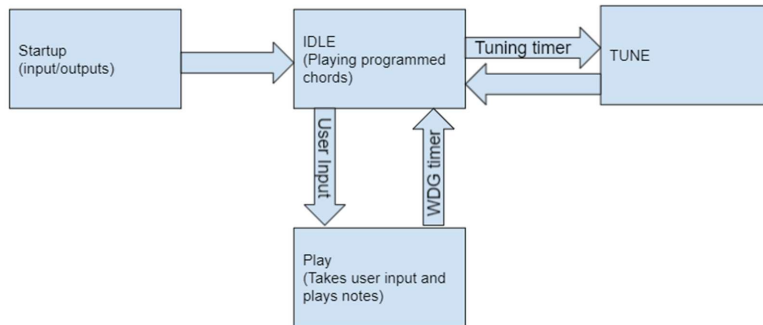 Startup
(input/outputs)
IDLE
(Playing programmed
chords)
Tuning timer
TUNE
User Input
WDG timer
Play
(Takes user input and
plays notes)